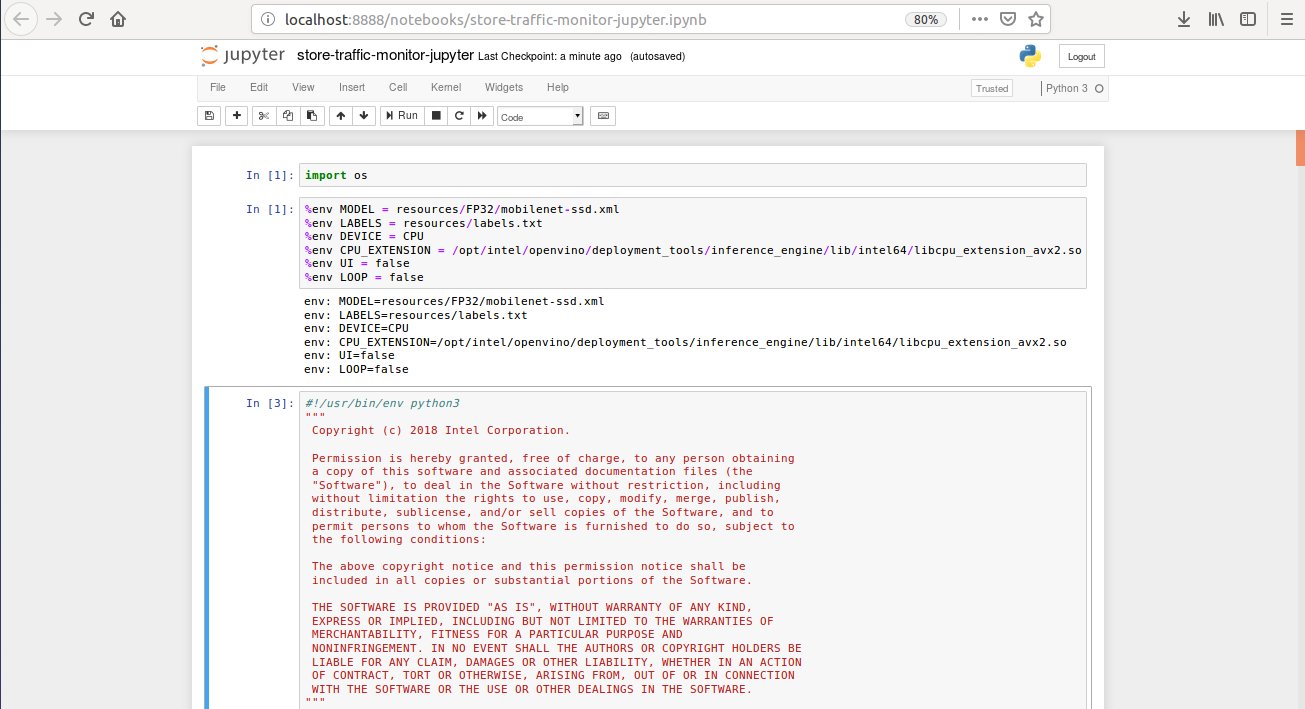 localhost:8888/notebooks/store-traffic-monitor-jupyter.ipynb 80%
jupyter store-traffic-monitor-jupyter Last Checkpoint: a minute ago (autosaved) Logout
File Edit View Insert Cell Kernel Widgets Help Trusted Python 3
Run Code
In [1]: import os
In [1]: %env MODEL = resources/FP32/mobilenet-ssd.xml
%env LABELS = resources/labels.txt
%env DEVICE = CPU
%env CPU_EXTENSION = /opt/intel/openvino/deployment_tools/inference_engine/lib/intel64/libcpu_extension_avx2.so
%env UI = false
%env LOOP = false
env: MODEL=resources/FP32/mobilenet-ssd.xml
env: LABELS=resources/labels.txt
env: DEVICE=CPU
env: CPU_EXTENSION=/opt/intel/openvino/deployment_tools/inference_engine/lib/intel64/libcpu_extension_avx2.so
env: UI=false
env: LOOP=false
In [3]: #!/usr/bin/env python3
"""
Copyright (c) 2018 Intel Corporation.
Permission is hereby granted, free of charge, to any person obtaining
a copy of this software and associated documentation files (the
"Software"), to deal in the Software without restriction, including
without limitation the rights to use, copy, modify, merge, publish,
distribute, sublicense, and/or sell copies of the Software, and to
permit persons to whom the Software is furnished to do so, subject to
the following conditions:
The above copyright notice and this permission notice shall be
included in all copies or substantial portions of the Software.
THE SOFTWARE IS PROVIDED "AS IS", WITHOUT WARRANTY OF ANY KIND,
EXPRESS OR IMPLIED, INCLUDING BUT NOT LIMITED TO THE WARRANTIES OF
MERCHANTABILITY, FITNESS FOR A PARTICULAR PURPOSE AND
NONINFRINGEMENT. IN NO EVENT SHALL THE AUTHORS OR COPYRIGHT HOLDERS BE
LIABLE FOR ANY CLAIM, DAMAGES OR OTHER LIABILITY, WHETHER IN AN ACTION
OF CONTRACT, TORT OR OTHERWISE, ARISING FROM, OUT OF OR IN CONNECTION
WITH THE SOFTWARE OR THE USE OR OTHER DEALINGS IN THE SOFTWARE.
"""